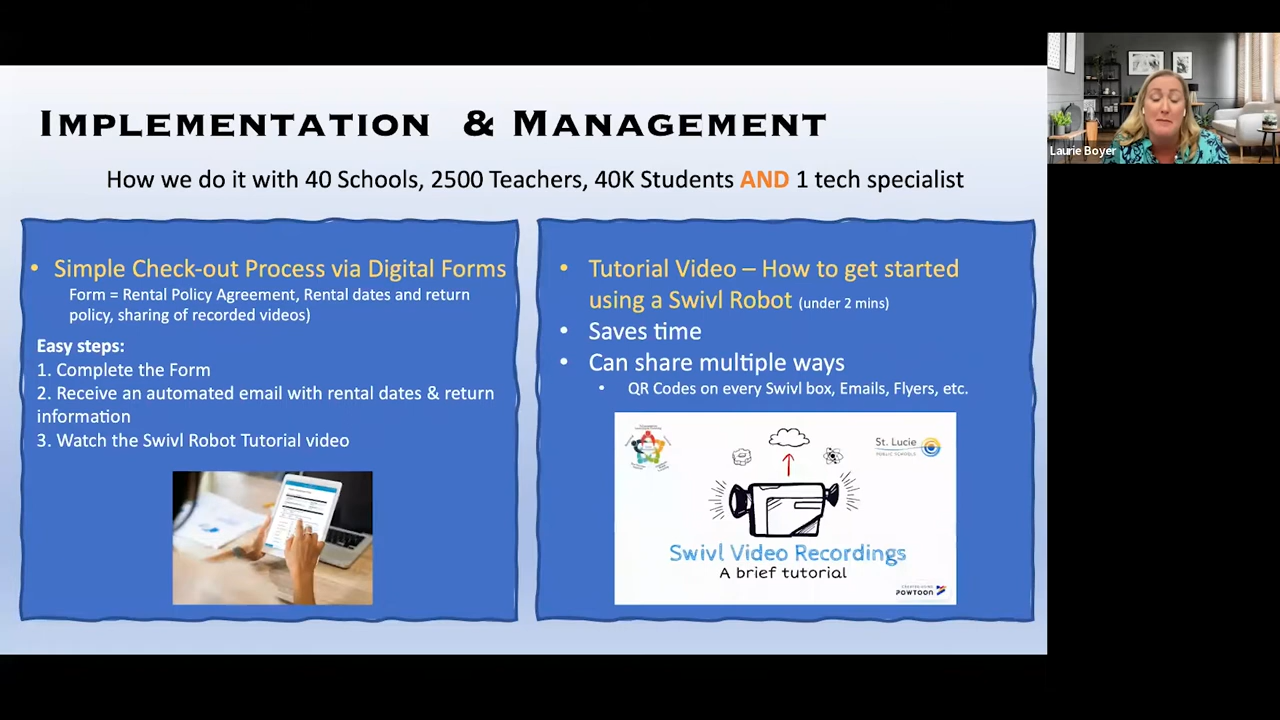 IMPLEMENTATION & MANAGEMENT
How we do it with 40 Schools, 2500 Teachers, 40K Students AND 1 tech specialist
• Simple Check-out Process via Digital Forms
Form = Rental Policy Agreement, Rental dates and return
policy, sharing of recorded videos)
Easy steps:
1. Complete the Form
2. Receive an automated email with rental dates & return
information
3. Watch the Swivl Robot Tutorial video
• Tutorial Video – How to get started
using a Swivl Robot (under 2 mins)
• Saves time
• Can share multiple ways
• QR Codes on every Swivl box, Emails, Flyers, etc.
St. Lucie
PUBLIC SCHOOLS
Swivl Video Recordings
A brief tutorial
CREATED USING
POWTOON
Laurie Boyer